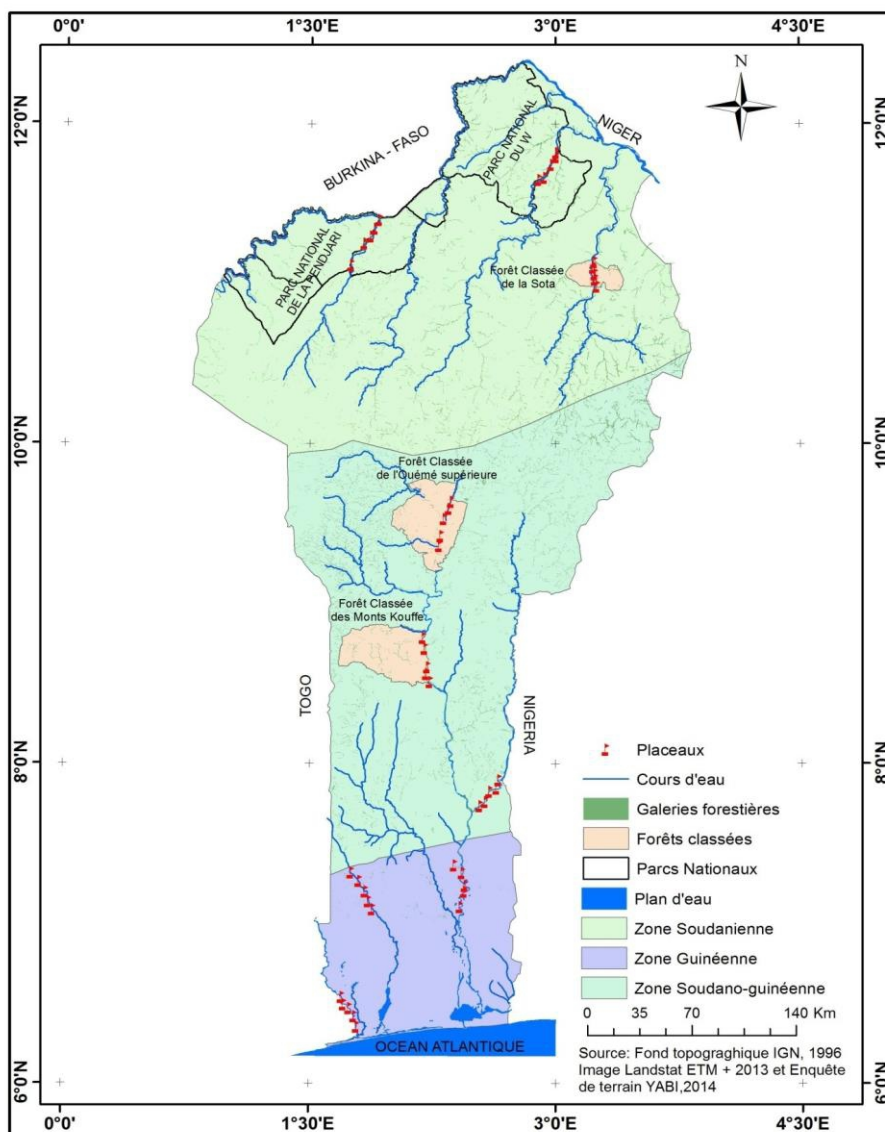 0°0'
1°30'E
3°0'E
4°30'E
N
12°0'N
12°0'N
NIGER
BURKINA - FASO
PARC NATIONAL
DU W
PARC NATIONAL
DE LA PENDJARI
Forêt Classée
de la Sota
10°0'N
10°0'N
Forêt Classée
de l'Ouémé supérieure
Forêt Classée
des Monts Kouffe
TOGO
NIGERIA
8°0'N
8°0'N
Placeaux
Cours d'eau
Galeries forestières
Forêts classées
Parcs Nationaux
Plan d'eau
Zone Soudanienne
Zone Guinéenne
Zone Soudano-guinéenne
0 35 70 140 Km
OCEAN ATLANTIQUE
Source: Fond topograghique IGN, 1996
Image Landstat ETM + 2013 et Enquête
de terrain YABI,2014
6°0'N
6°0'N
0°0'
1°30'E
3°0'E
4°30'E